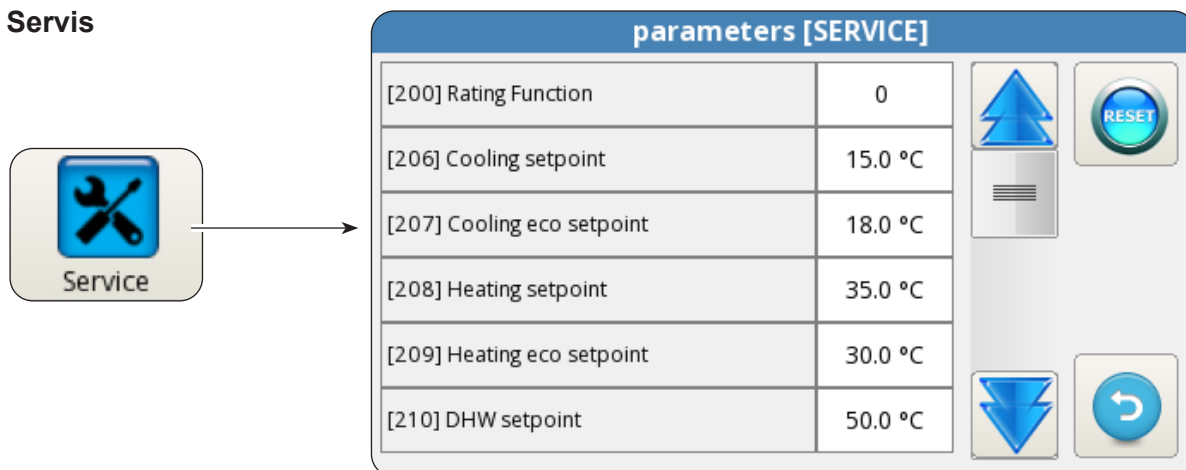 Servis
parameters [SERVICE]
[200] Rating Function 0
RESET
[206] Cooling setpoint 15.0 °C
[207] Cooling eco setpoint 18.0 °C
Service
[208] Heating setpoint 35.0 °C
[209] Heating eco setpoint 30.0 °C
[210] DHW setpoint 50.0 °C